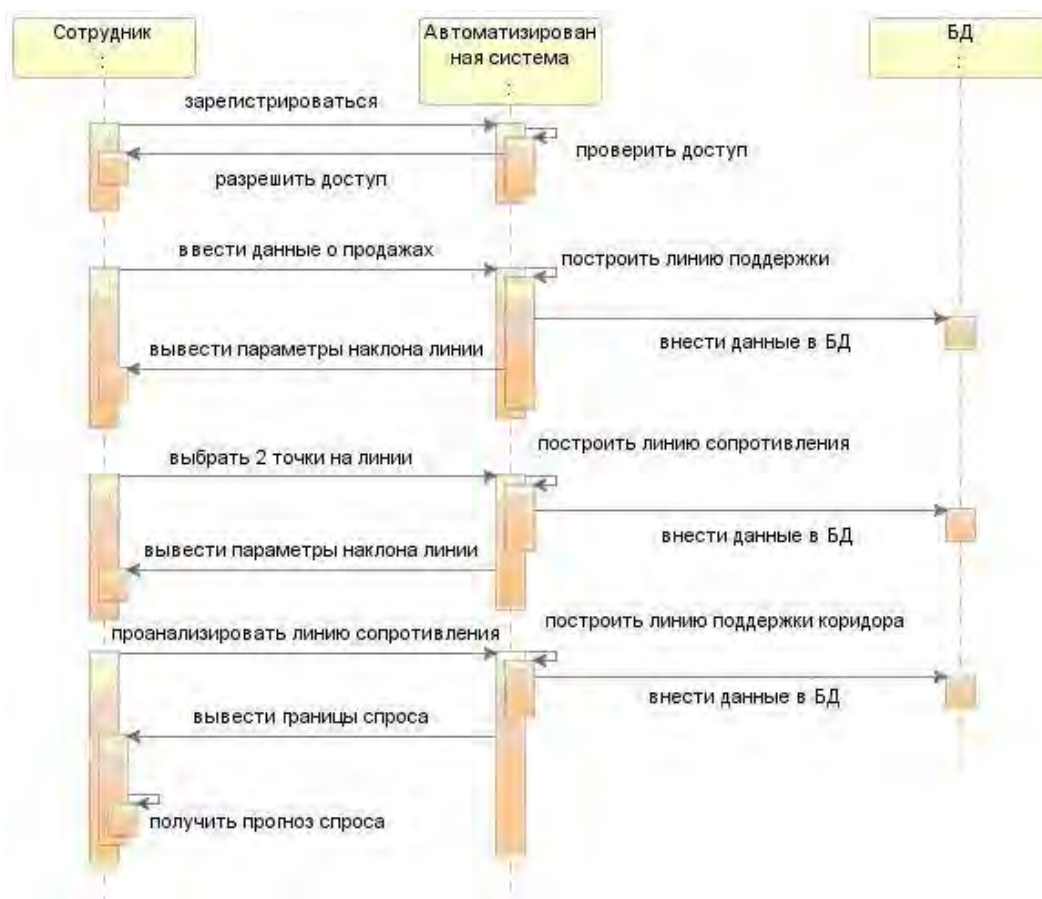 Сотрудник
:
Автоматизирован
ная система
:
БД
:
зарегистрироваться
проверить доступ
разрешить доступ
ввести данные о продажах
построить линию поддержки
внести данные в БД
вывести параметры наклона линии
построить линию сопротивления
выбрать 2 точки на линии
внести данные в БД
вывести параметры наклона линии
построить линию поддержки коридора
проанализировать линию сопротивления
внести данные в БД
вывести границы спроса
получить прогноз спроса